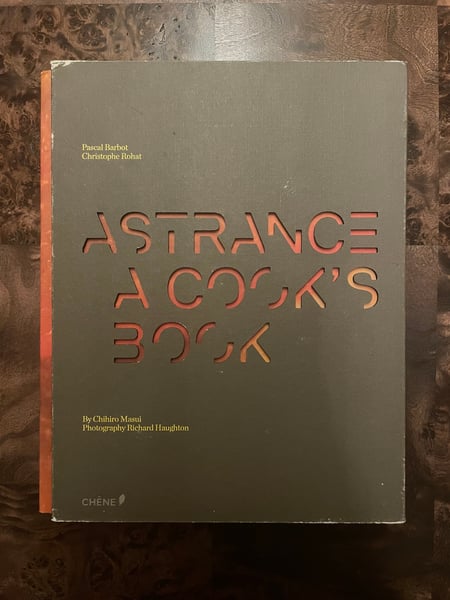 Pascal Barbot
Christophe Rohat
ASTRANCE
A COOK'S
BOOK
By Chihiro Masui
Photography Richard Haughton
CHÊNE